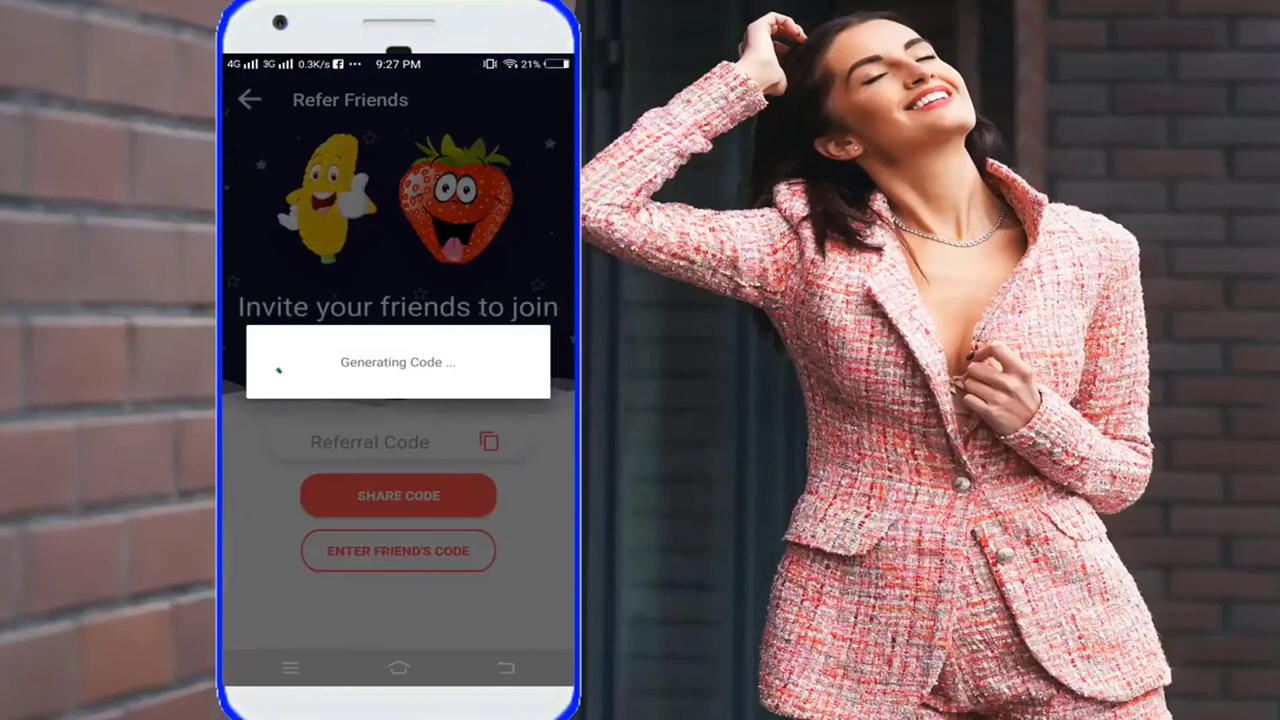 4G 3G 0.3K/s ... 9:27 PM 21%
Refer Friends
Invite your friends to join
Generating Code ...
Referral Code
SHARE CODE
ENTER FRIEND'S CODE